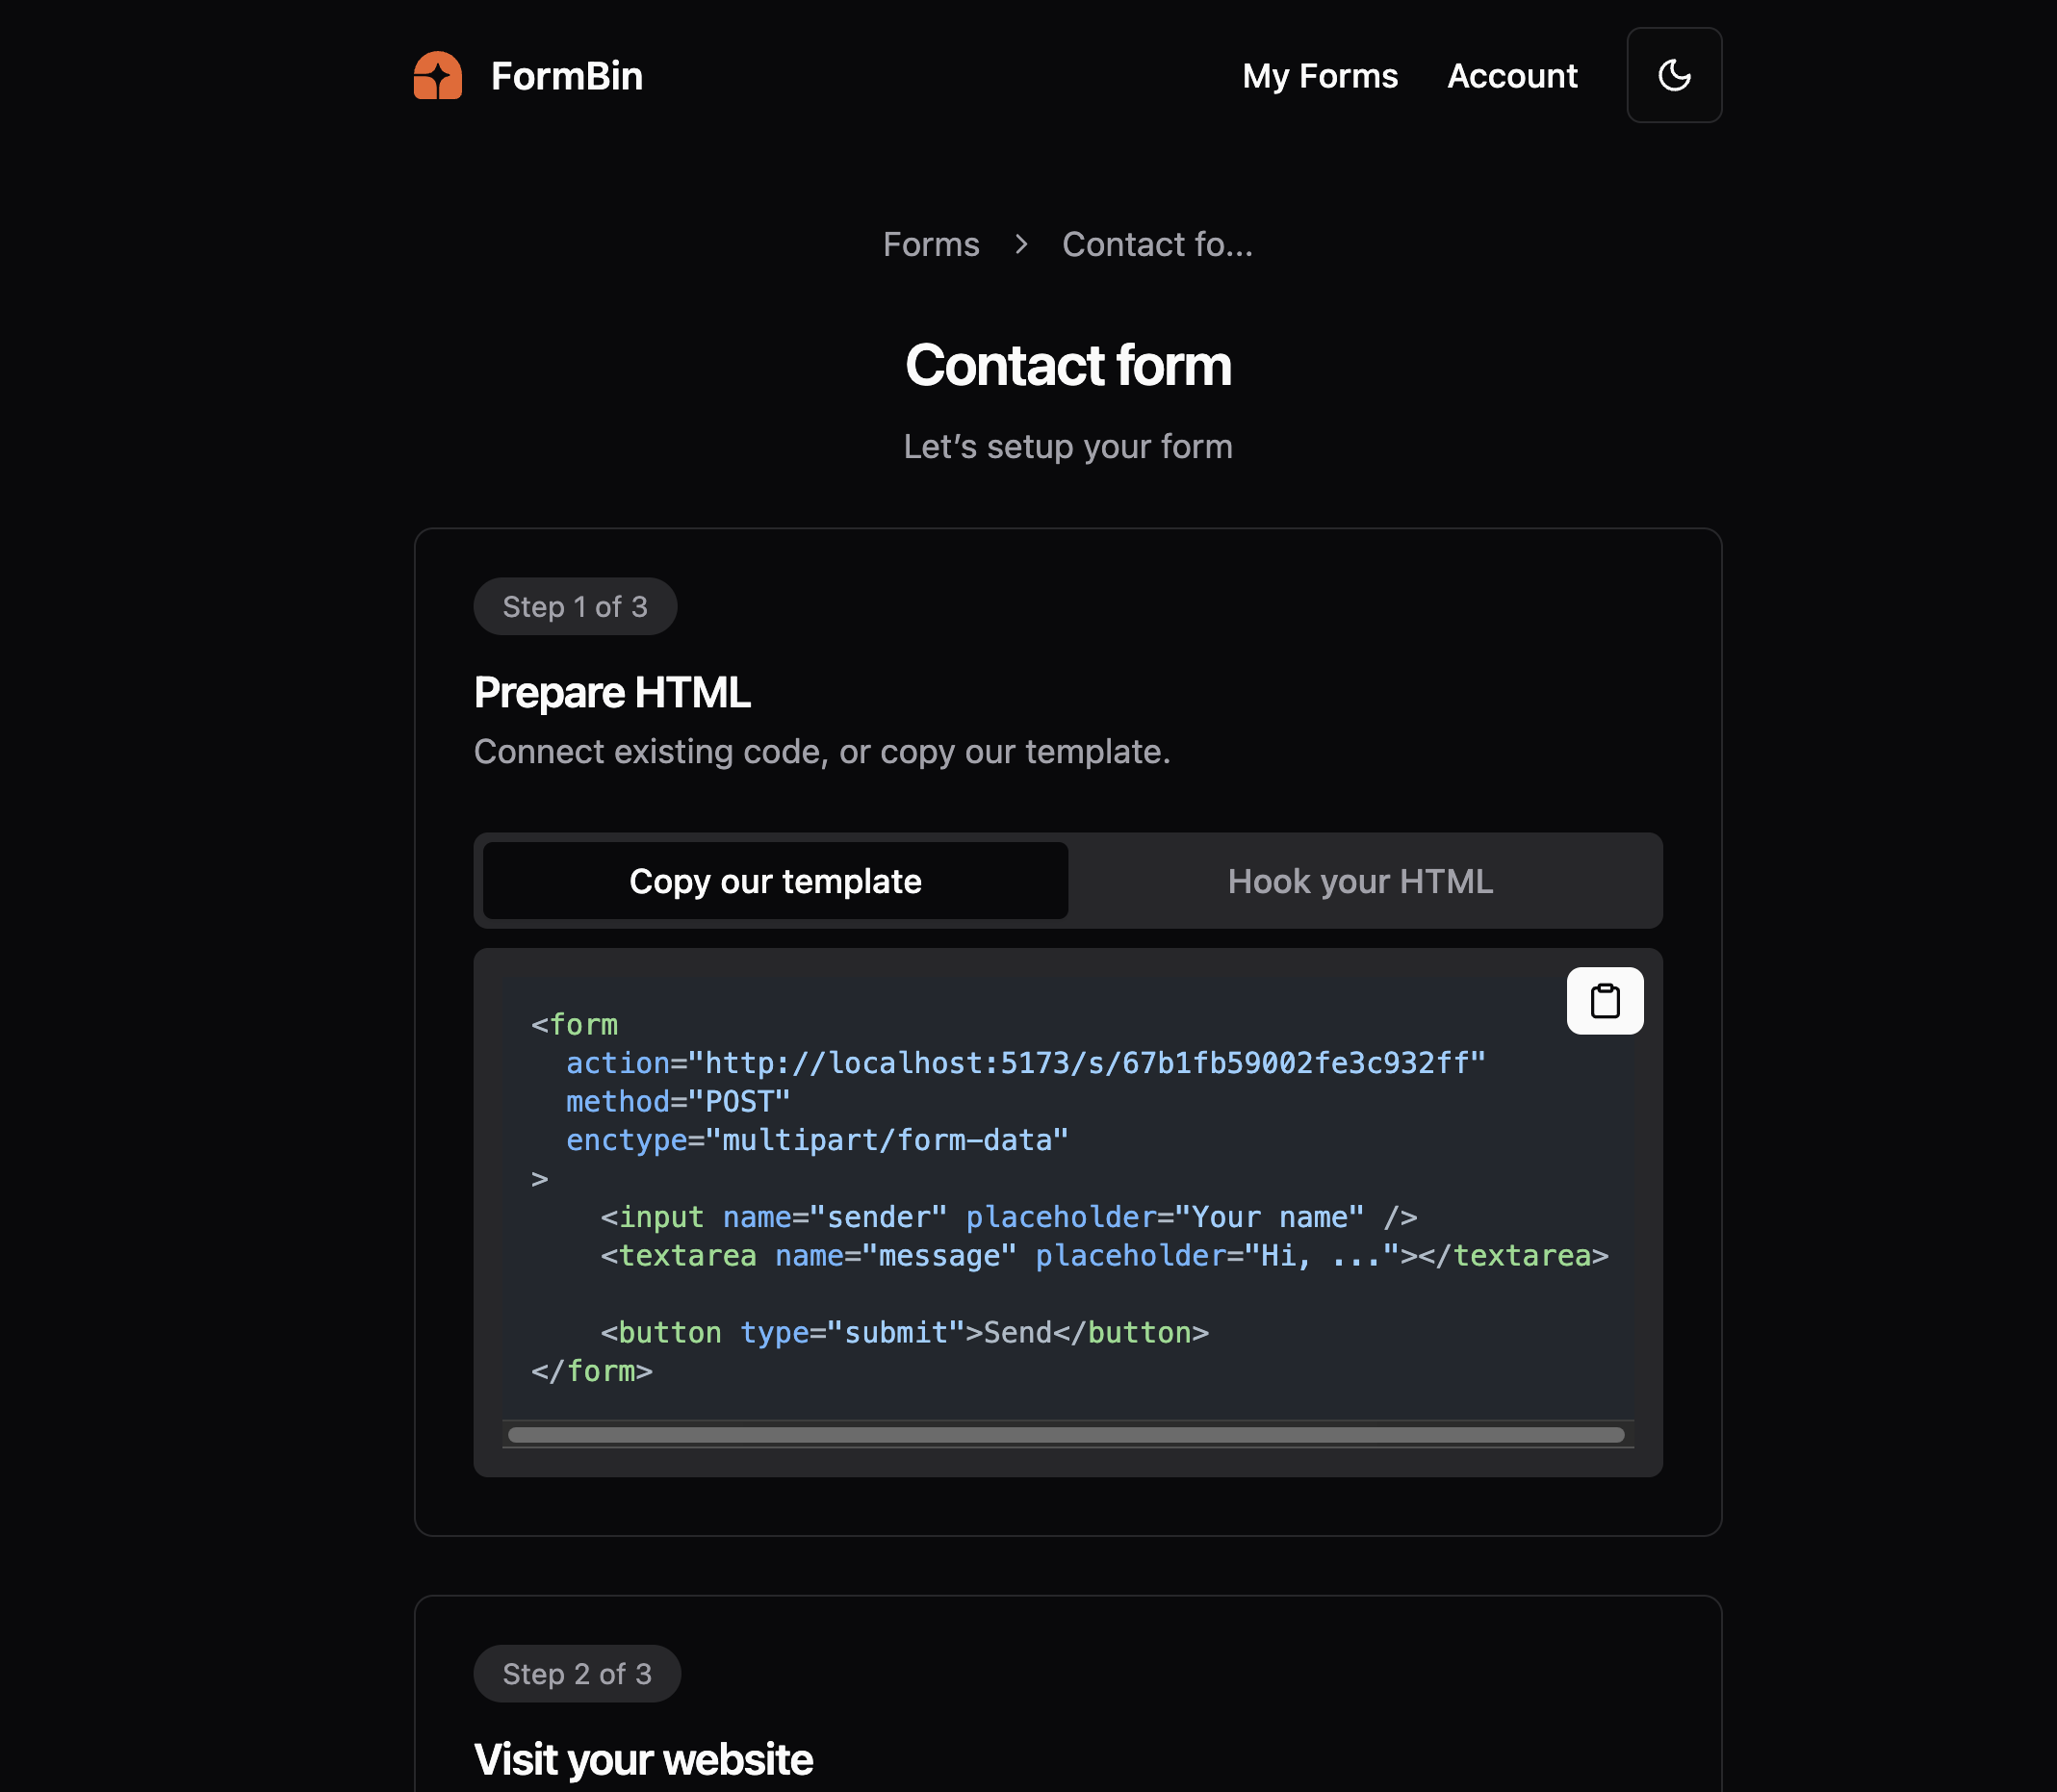 FormBin
My Forms
Account
Forms > Contact fo...
Contact form
Let’s setup your form
Step 1 of 3
Prepare HTML
Connect existing code, or copy our template.
Copy our template
Hook your HTML
<form
  action="http://localhost:5173/s/67b1fb59002fe3c932ff"
  method="POST"
  enctype="multipart/form-data"
>
    <input name="sender" placeholder="Your name" />
    <textarea name="message" placeholder="Hi, ..."></textarea>

    <button type="submit">Send</button>
</form>
Step 2 of 3
Visit your website